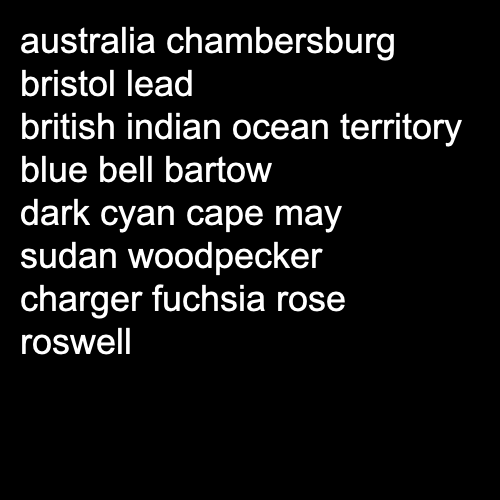 australia chambersburg
bristol lead
british indian ocean territory
blue bell bartow
dark cyan cape may
sudan woodpecker
charger fuchsia rose
roswell